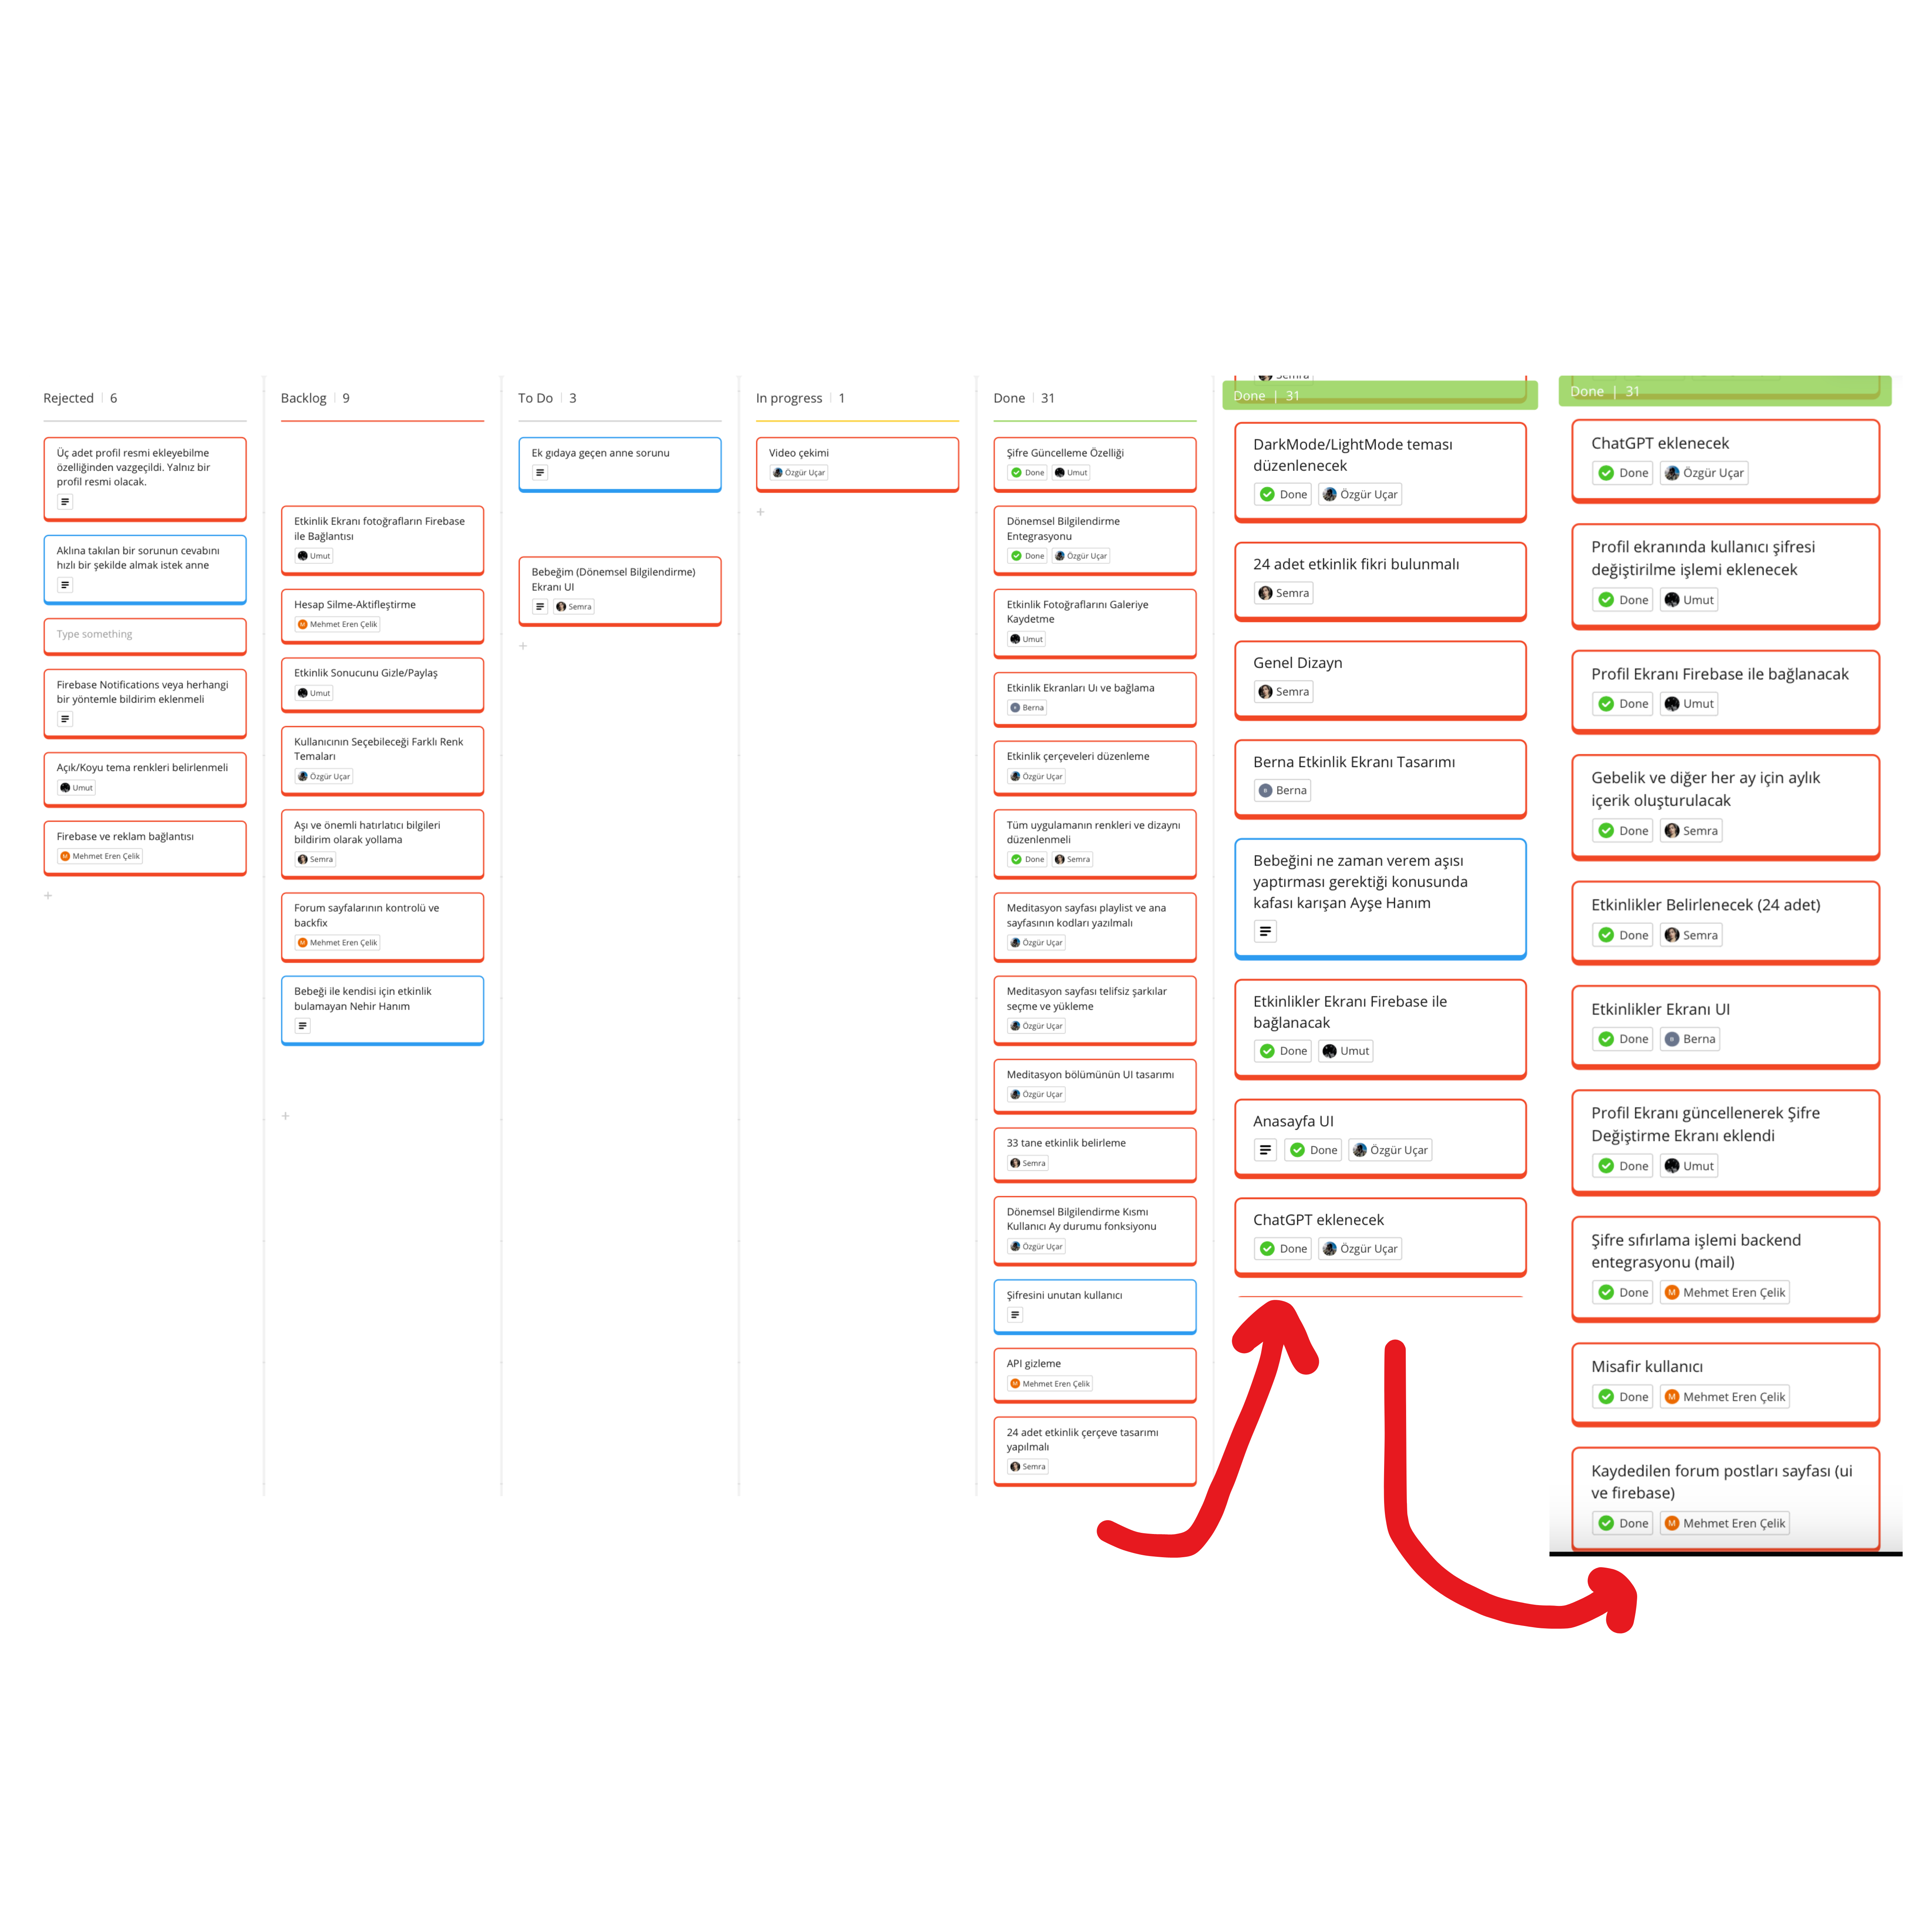 Rejected | 6
Üç adet profil resmi ekleyebilme
özelliğinden vazgeçildi. Yalnız bir
profil resmi olacak.
Aklına takılan bir sorunun cevabını
hızlı bir şekilde almak istek anne
Type something
Firebase Notifications veya herhangi
bir yöntemle bildirim eklenmeli
Açık/Koyu tema renkleri belirlenmeli
Umut
Firebase ve reklam bağlantısı
M Mehmet Eren Çelik
+
Backlog | 9
Etkinlik Ekranı fotoğrafların Firebase
ile Bağlantısı
Umut
Hesap Silme-Aktifleştirme
M Mehmet Eren Çelik
Etkinlik Sonucunu Gizle/Paylaş
Umut
Kullanıcının Seçebileceği Farklı Renk
Temaları
Özgür Uçar
Aşı ve önemli hatırlatıcı bilgileri
bildirim olarak yollama
Semra
Forum sayfalarının kontrolü ve
backfix
M Mehmet Eren Çelik
Bebeği ile kendisi için etkinlik
bulamayan Nehir Hanım
+
To Do | 3
Ek gıdaya geçen anne sorunu
Bebeğim (Dönemsel Bilgilendirme)
Ekranı UI
Semra
+
In progress | 1
Video çekimi
Özgür Uçar
+
Done | 31
Şifre Güncelleme Özelliği
Done Umut
Dönemsel Bilgilendirme
Entegrasyonu
Done Özgür Uçar
Etkinlik Fotoğraflarını Galeriye
Kaydetme
Umut
Etkinlik Ekranları Uı ve bağlama
B Berna
Etkinlik çerçeveleri düzenleme
Özgür Uçar
Tüm uygulamanın renkleri ve dizaynı
düzenlenmeli
Done Semra
Meditasyon sayfası playlist ve ana
sayfasının kodları yazılmalı
Özgür Uçar
Meditasyon sayfası telifsiz şarkılar
seçme ve yükleme
Özgür Uçar
Meditasyon bölümünün UI tasarımı
Özgür Uçar
33 tane etkinlik belirleme
Semra
Dönemsel Bilgilendirme Kısmı
Kullanıcı Ay durumu fonksiyonu
Özgür Uçar
Şifresini unutan kullanıcı
API gizleme
M Mehmet Eren Çelik
24 adet etkinlik çerçeve tasarımı
yapılmalı
Semra
Semra
Done | 31
DarkMode/LightMode teması
düzenlenecek
Done Özgür Uçar
24 adet etkinlik fikri bulunmalı
Semra
Genel Dizayn
Semra
Berna Etkinlik Ekranı Tasarımı
B Berna
Bebeğini ne zaman verem aşısı
yaptırması gerektiği konusunda
kafası karışan Ayşe Hanım
Etkinlikler Ekranı Firebase ile
bağlanacak
Done Umut
Anasayfa UI
Done Özgür Uçar
ChatGPT eklenecek
Done Özgür Uçar
Done | 31
ChatGPT eklenecek
Done Özgür Uçar
Profil ekranında kullanıcı şifresi
değiştirilme işlemi eklenecek
Done Umut
Profil Ekranı Firebase ile bağlanacak
Done Umut
Gebelik ve diğer her ay için aylık
içerik oluşturulacak
Done Semra
Etkinlikler Belirlenecek (24 adet)
Done Semra
Etkinlikler Ekranı UI
Done B Berna
Profil Ekranı güncellenerek Şifre
Değiştirme Ekranı eklendi
Done Umut
Şifre sıfırlama işlemi backend
entegrasyonu (mail)
Done M Mehmet Eren Çelik
Misafir kullanıcı
Done M Mehmet Eren Çelik
Kaydedilen forum postları sayfası (ui
ve firebase)
Done M Mehmet Eren Çelik